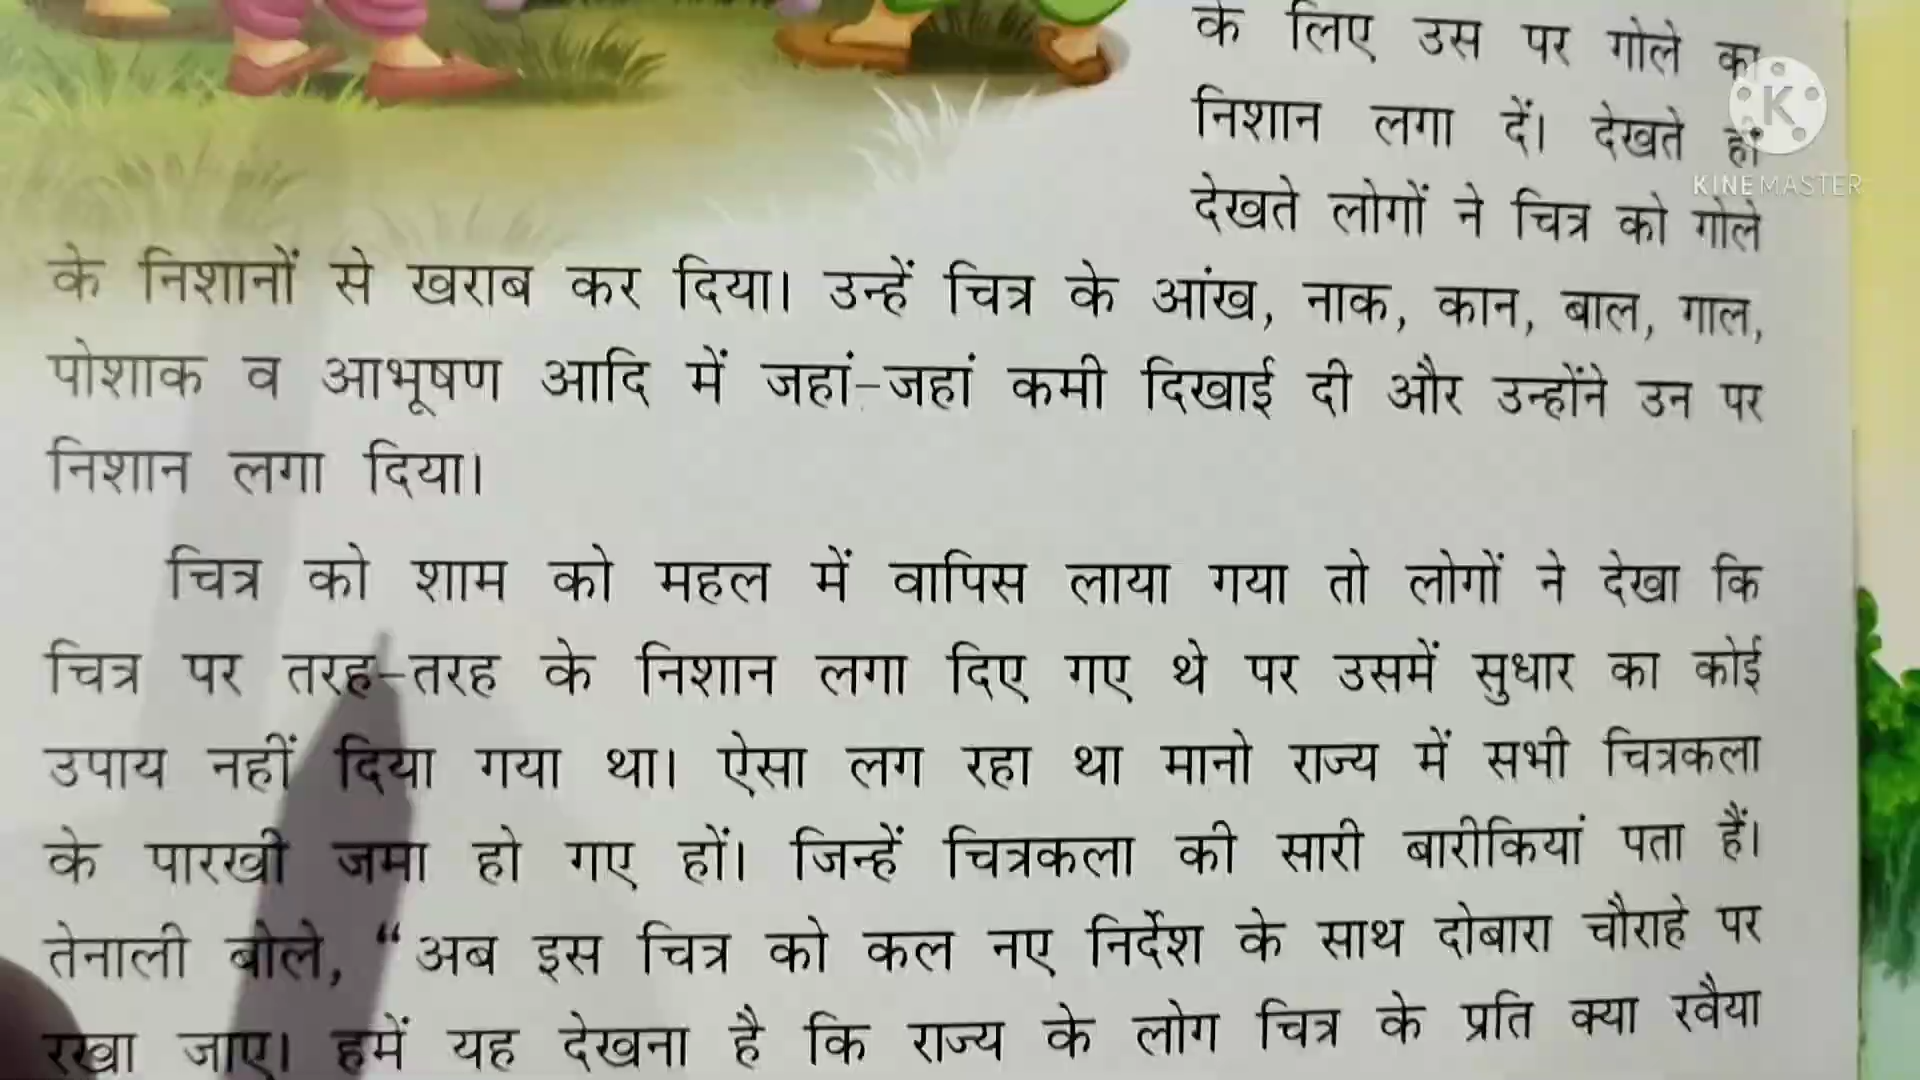 के लिए उस पर गोले का
निशान लगा दें। देखते ही
देखते लोगों ने चित्र को गोले
के निशानों से खराब कर दिया। उन्हें चित्र के आंख, नाक, कान, बाल, गाल,
पोशाक व आभूषण आदि में जहां-जहां कमी दिखाई दी और उन्होंने उन पर
निशान लगा दिया।
चित्र को शाम को महल में वापिस लाया गया तो लोगों ने देखा कि
चित्र पर तरह-तरह के निशान लगा दिए गए थे पर उसमें सुधार का कोई
उपाय नहीं दिया गया था। ऐसा लग रहा था मानो राज्य में सभी चित्रकला
के पारखी जमा हो गए हों। जिन्हें चित्रकला की सारी बारीकियां पता हैं।
तेनाली बोले, “अब इस चित्र को कल नए निर्देश के साथ दोबारा चौराहे पर
रखा जाए। हमें यह देखना है कि राज्य के लोग चित्र के प्रति क्या रवैया
K
KINEMASTER